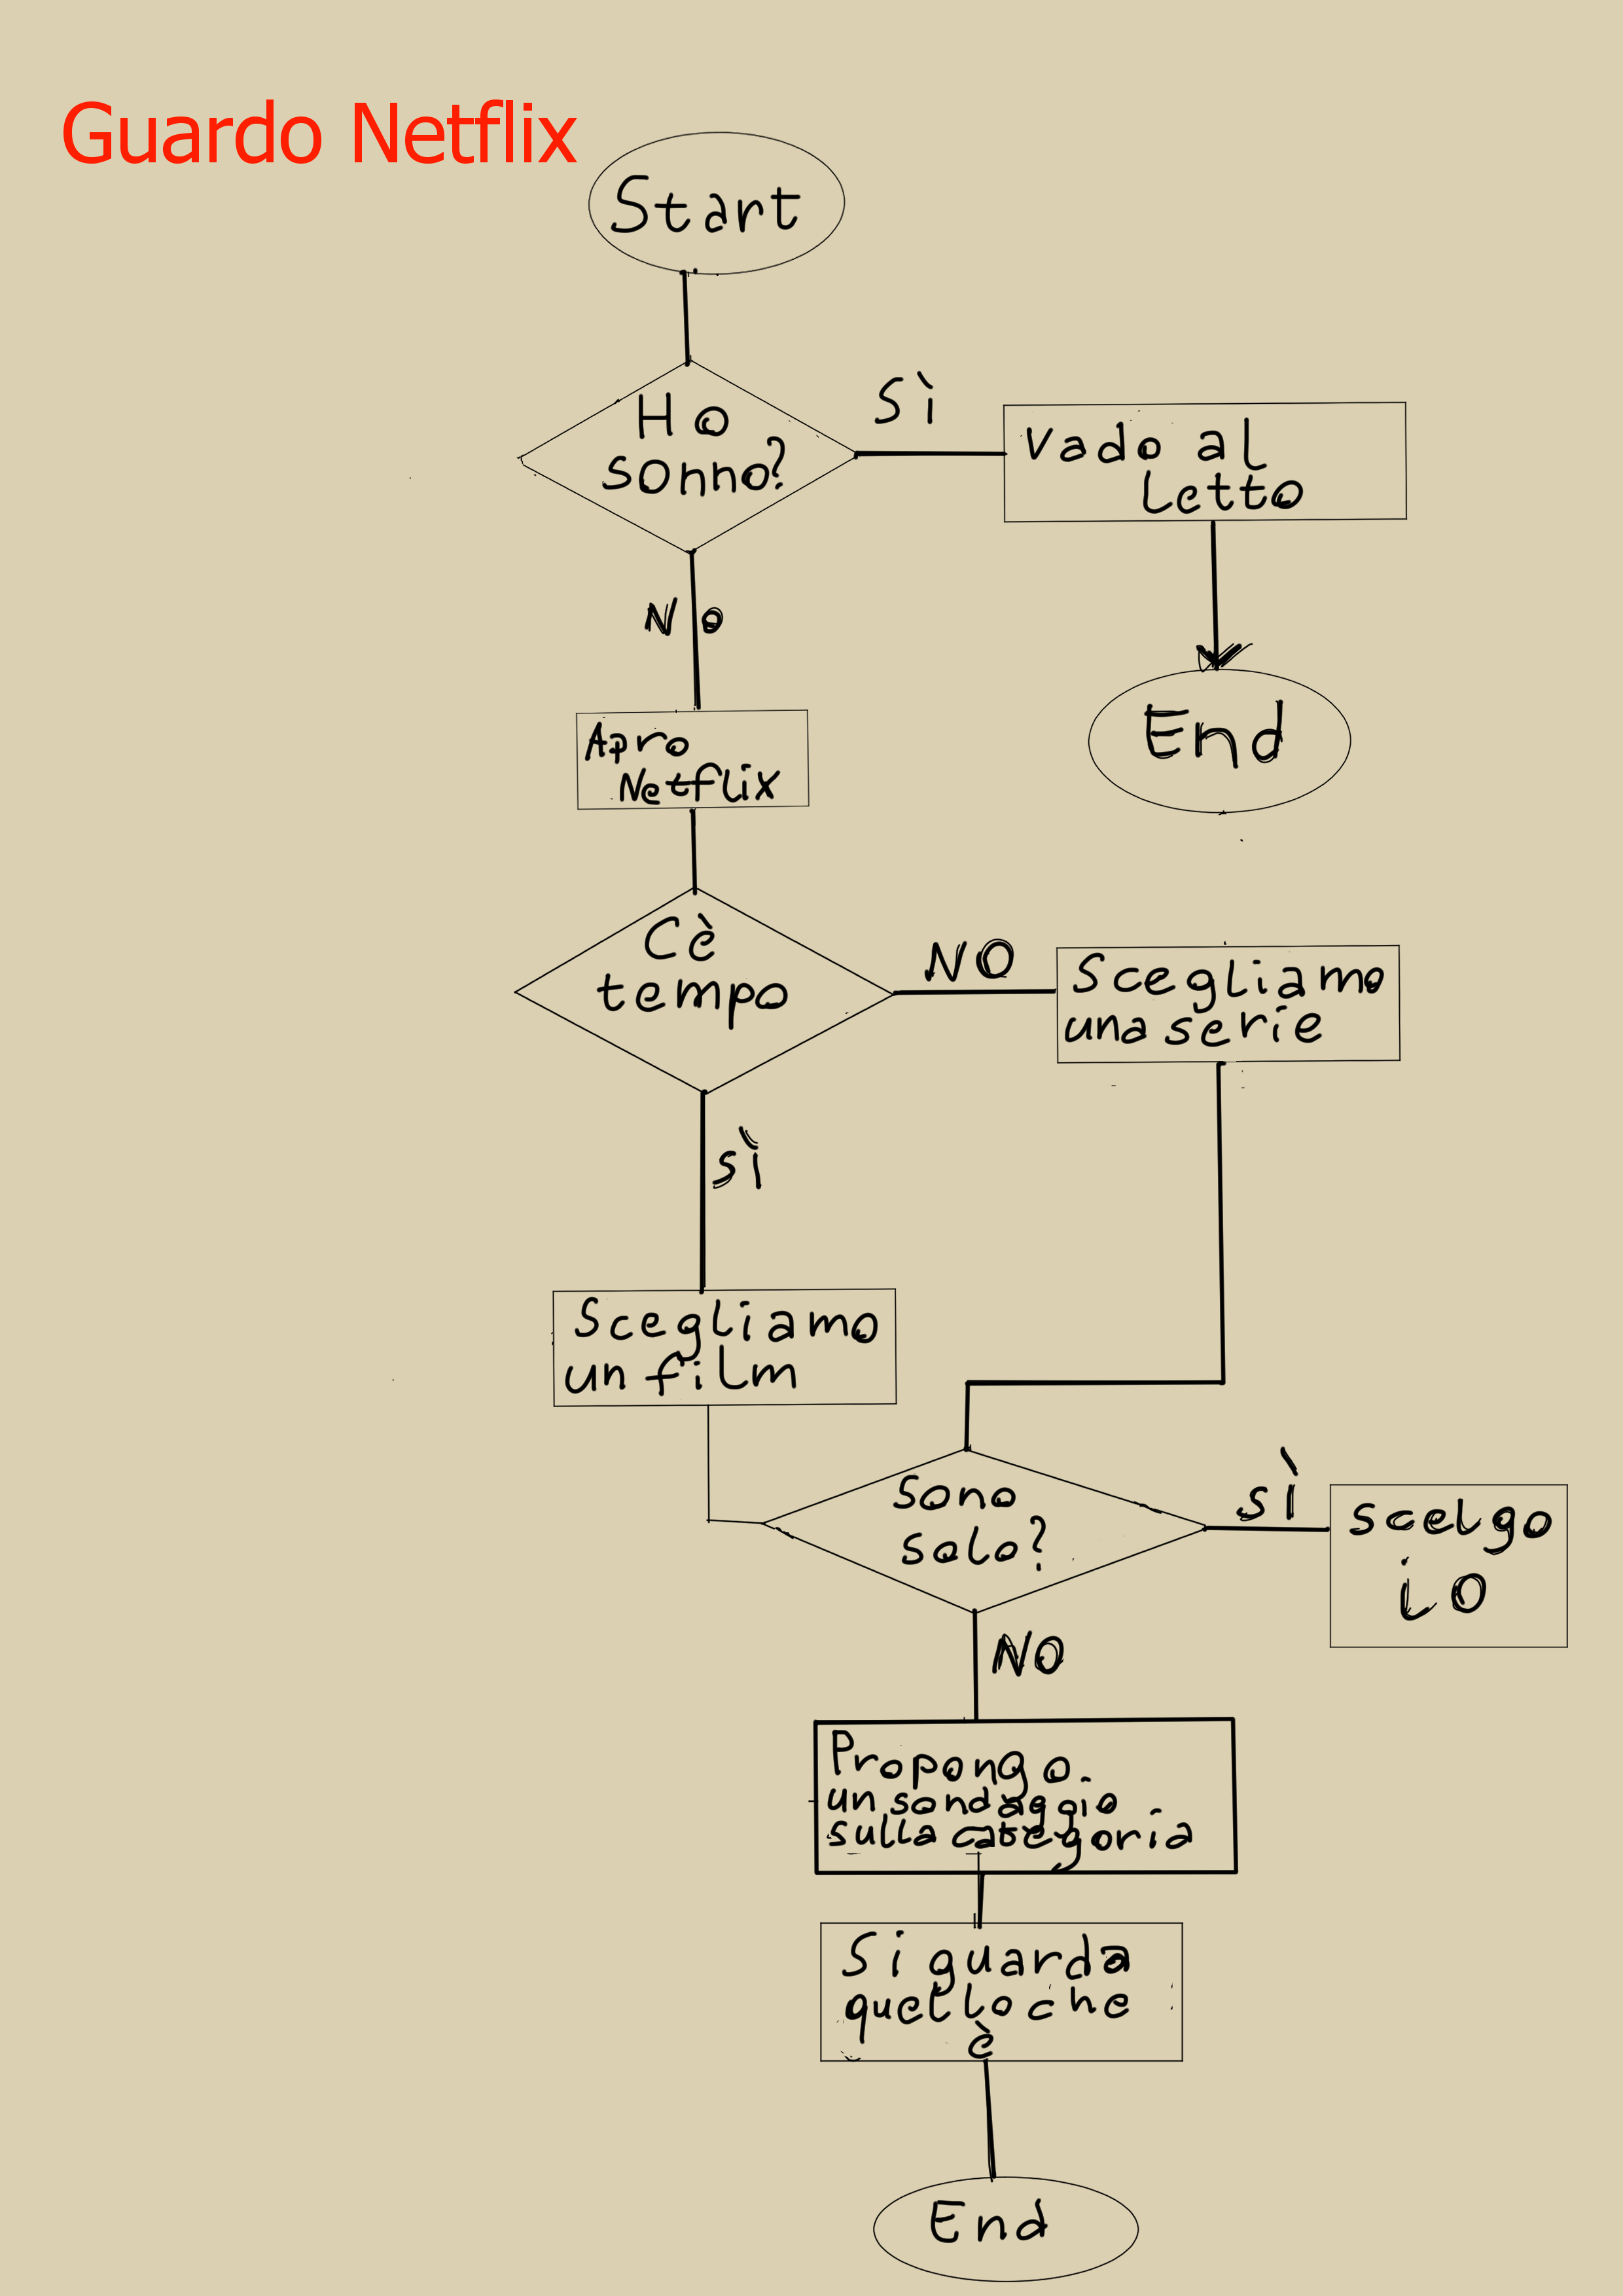 Guardo Netflix
Start
Ho
sonno?
Sì
Vado al
Letto
No
End
Apro
Netflix
Cè
tempo
NO
Scegliamo
una serie
sì
Scegliamo
un film
Sono
solo?
sì
scelgo
io
NO
Propongo
un sondaggio
sulla categoria
Si guarda
quello che
è
End